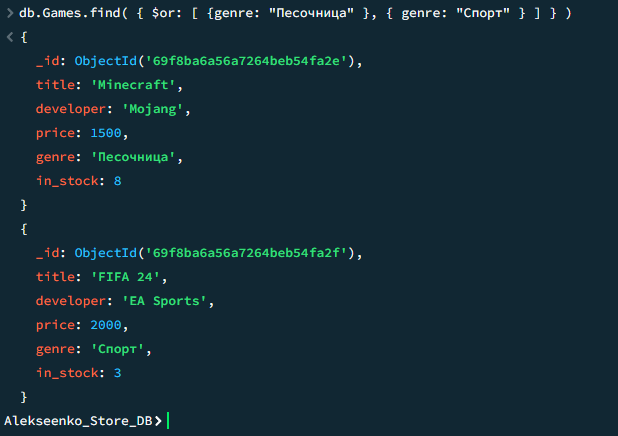 > db.Games.find( { $or: [ {genre: "Песочница" }, { genre: "Спорт" } ] } )
< {
_id: ObjectId('69f8ba6a56a7264beb54fa2e'),
title: 'Minecraft',
developer: 'Mojang',
price: 1500,
genre: 'Песочница',
in_stock: 8
}
{
_id: ObjectId('69f8ba6a56a7264beb54fa2f'),
title: 'FIFA 24',
developer: 'EA Sports',
price: 2000,
genre: 'Спорт',
in_stock: 3
}
Alekseenko_Store_DB>